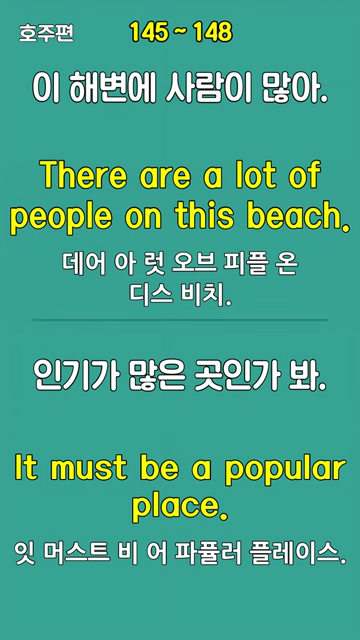 호주편
145 ~ 148
이 해변에 사람이 많아.
There are a lot of
people on this beach.
데어 아 럿 오브 피플 온
디스 비치.
인기가 많은 곳인가 봐.
It must be a popular
place.
잇 머스트 비 어 파퓰러 플레이스.